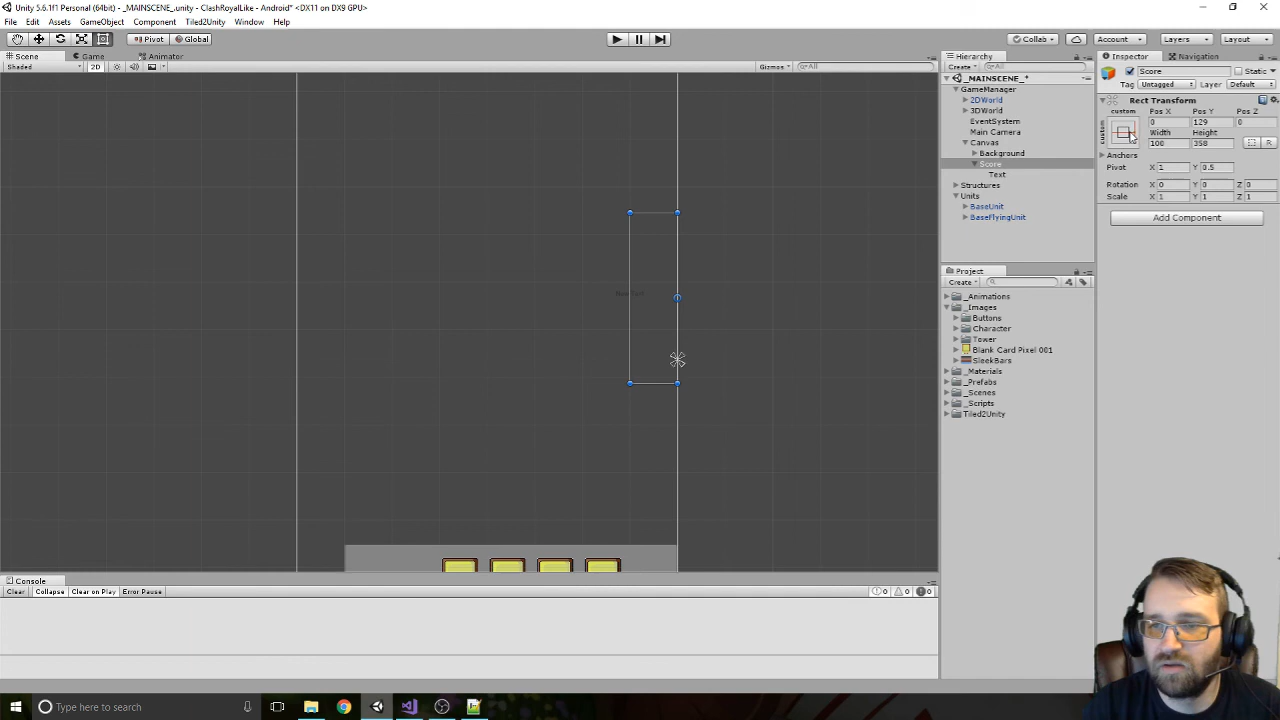 Unity 5.6.1f1 Personal (64bit) - _MAINSCENE_.unity - ClashRoyalLike - Android* <DX11 on DX9 GPU>
File Edit Assets GameObject Component Tiled2Unity Window Help
Pivot Global Collab Account Layers Layout
Scene Game Animator
Shaded 2D Gizmos All
Hierarchy
Create All
_MAINSCENE_*
GameManager
2DWorld
3DWorld
EventSystem
Main Camera
Canvas
Background
Score
Text
Structures
Units
BaseUnit
BaseFlyingUnit
Inspector Navigation
Score Static
Tag Untagged Layer Default
Rect Transform
custom Pos X Pos Y Pos Z
custom 0 129 0
Width Height
100 358
R
Anchors
Pivot X 1 Y 0.5
Rotation X 0 Y 0 Z 0
Scale X 1 Y 1 Z 1
Add Component
Project
Create
_Animations
_Images
Buttons
Character
Tower
Blank Card Pixel 001
SleekBars
_Materials
_Prefabs
_Scenes
_Scripts
Tiled2Unity
Console
Clear Collapse Clear on Play Error Pause 0 0 0
Type here to search